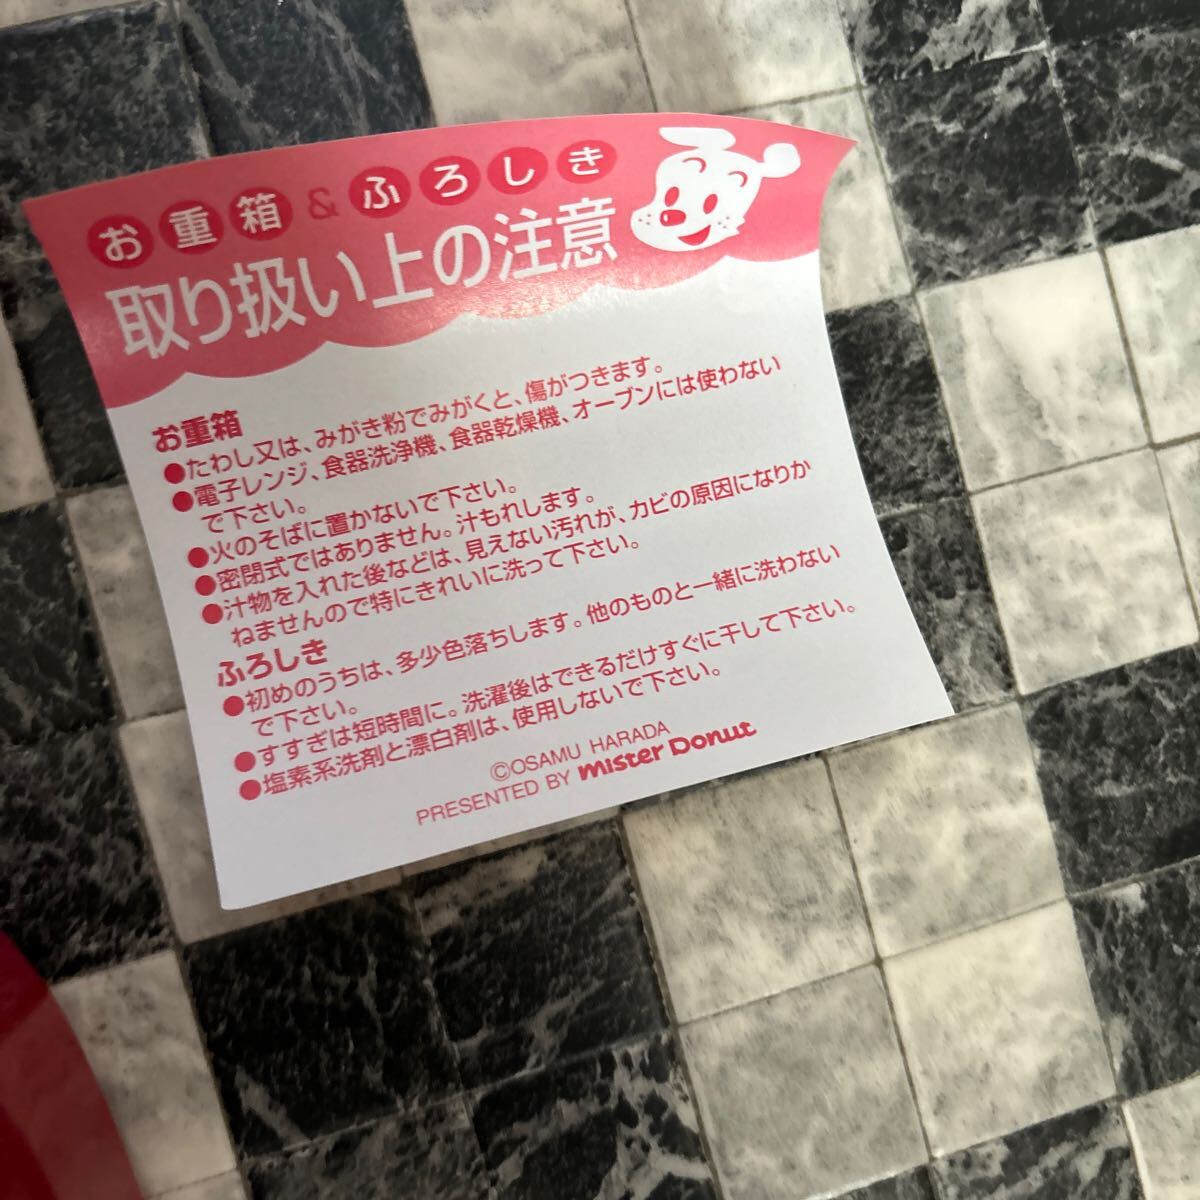 お重箱&ふろしき
取り扱い上の注意
お重箱
●たわし又は、みがき粉でみがくと、傷がつきます。
●電子レンジ、食器洗浄機、食器乾燥機、オーブンには使わない
で下さい。
●火のそばに置かないで下さい。
●密閉式ではありません。汁もれします。
●汁物を入れた後などは、見えない汚れが、カビの原因になりか
ねませんので特にきれいに洗って下さい。
ふろしき
●初めのうちは、多少色落ちします。他のものと一緒に洗わない
で下さい。
●すすぎは短時間に。洗濯後はできるだけすぐに干して下さい。
●塩素系洗剤と漂白剤は、使用しないで下さい。
©OSAMU HARADA
PRESENTED BY mister Donut